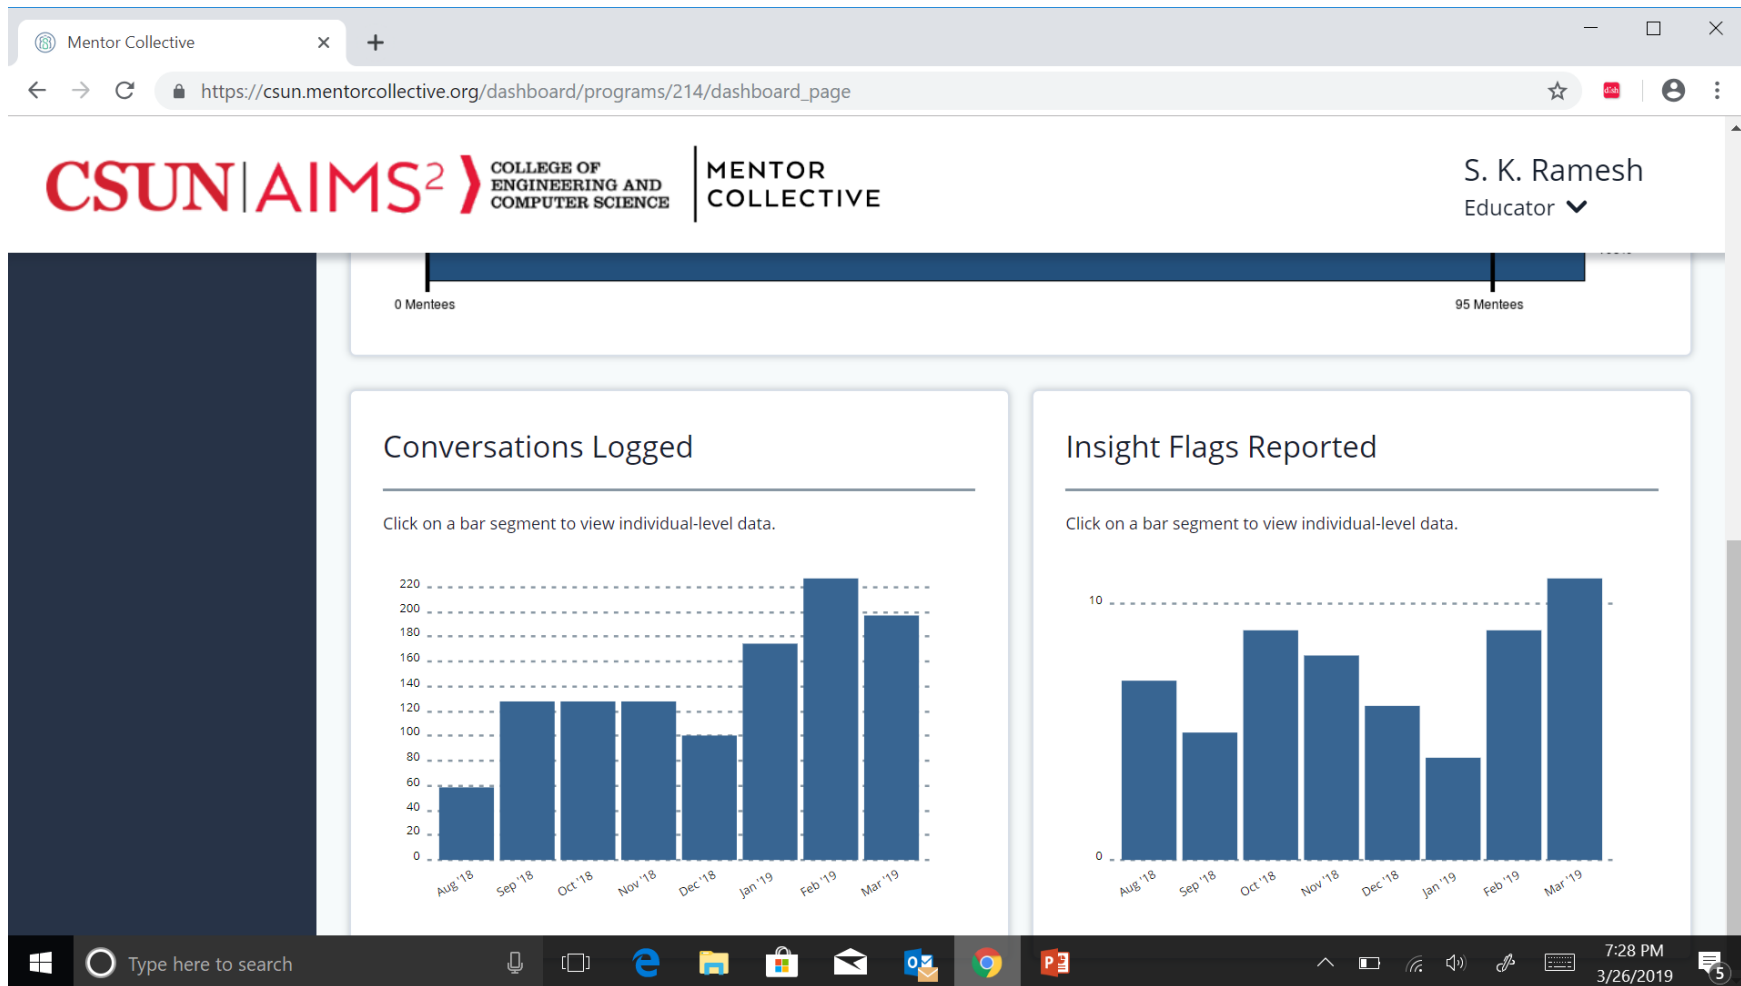 Mentor Collective
https://csun.mentorcollective.org/dashboard/programs/214/dashboard_page
dish
CSUN | AIMS² COLLEGE OF ENGINEERING AND COMPUTER SCIENCE
MENTOR COLLECTIVE
S. K. Ramesh
Educator
0 Mentees
95 Mentees
Conversations Logged
Click on a bar segment to view individual-level data.
220
200
180
160
140
120
100
80
60
40
20
0
Aug '18 Sep '18 Oct '18 Nov '18 Dec '18 Jan '19 Feb '19 Mar '19
Insight Flags Reported
Click on a bar segment to view individual-level data.
10
0
Aug '18 Sep '18 Oct '18 Nov '18 Dec '18 Jan '19 Feb '19 Mar '19
Type here to search
7:28 PM
3/26/2019
5